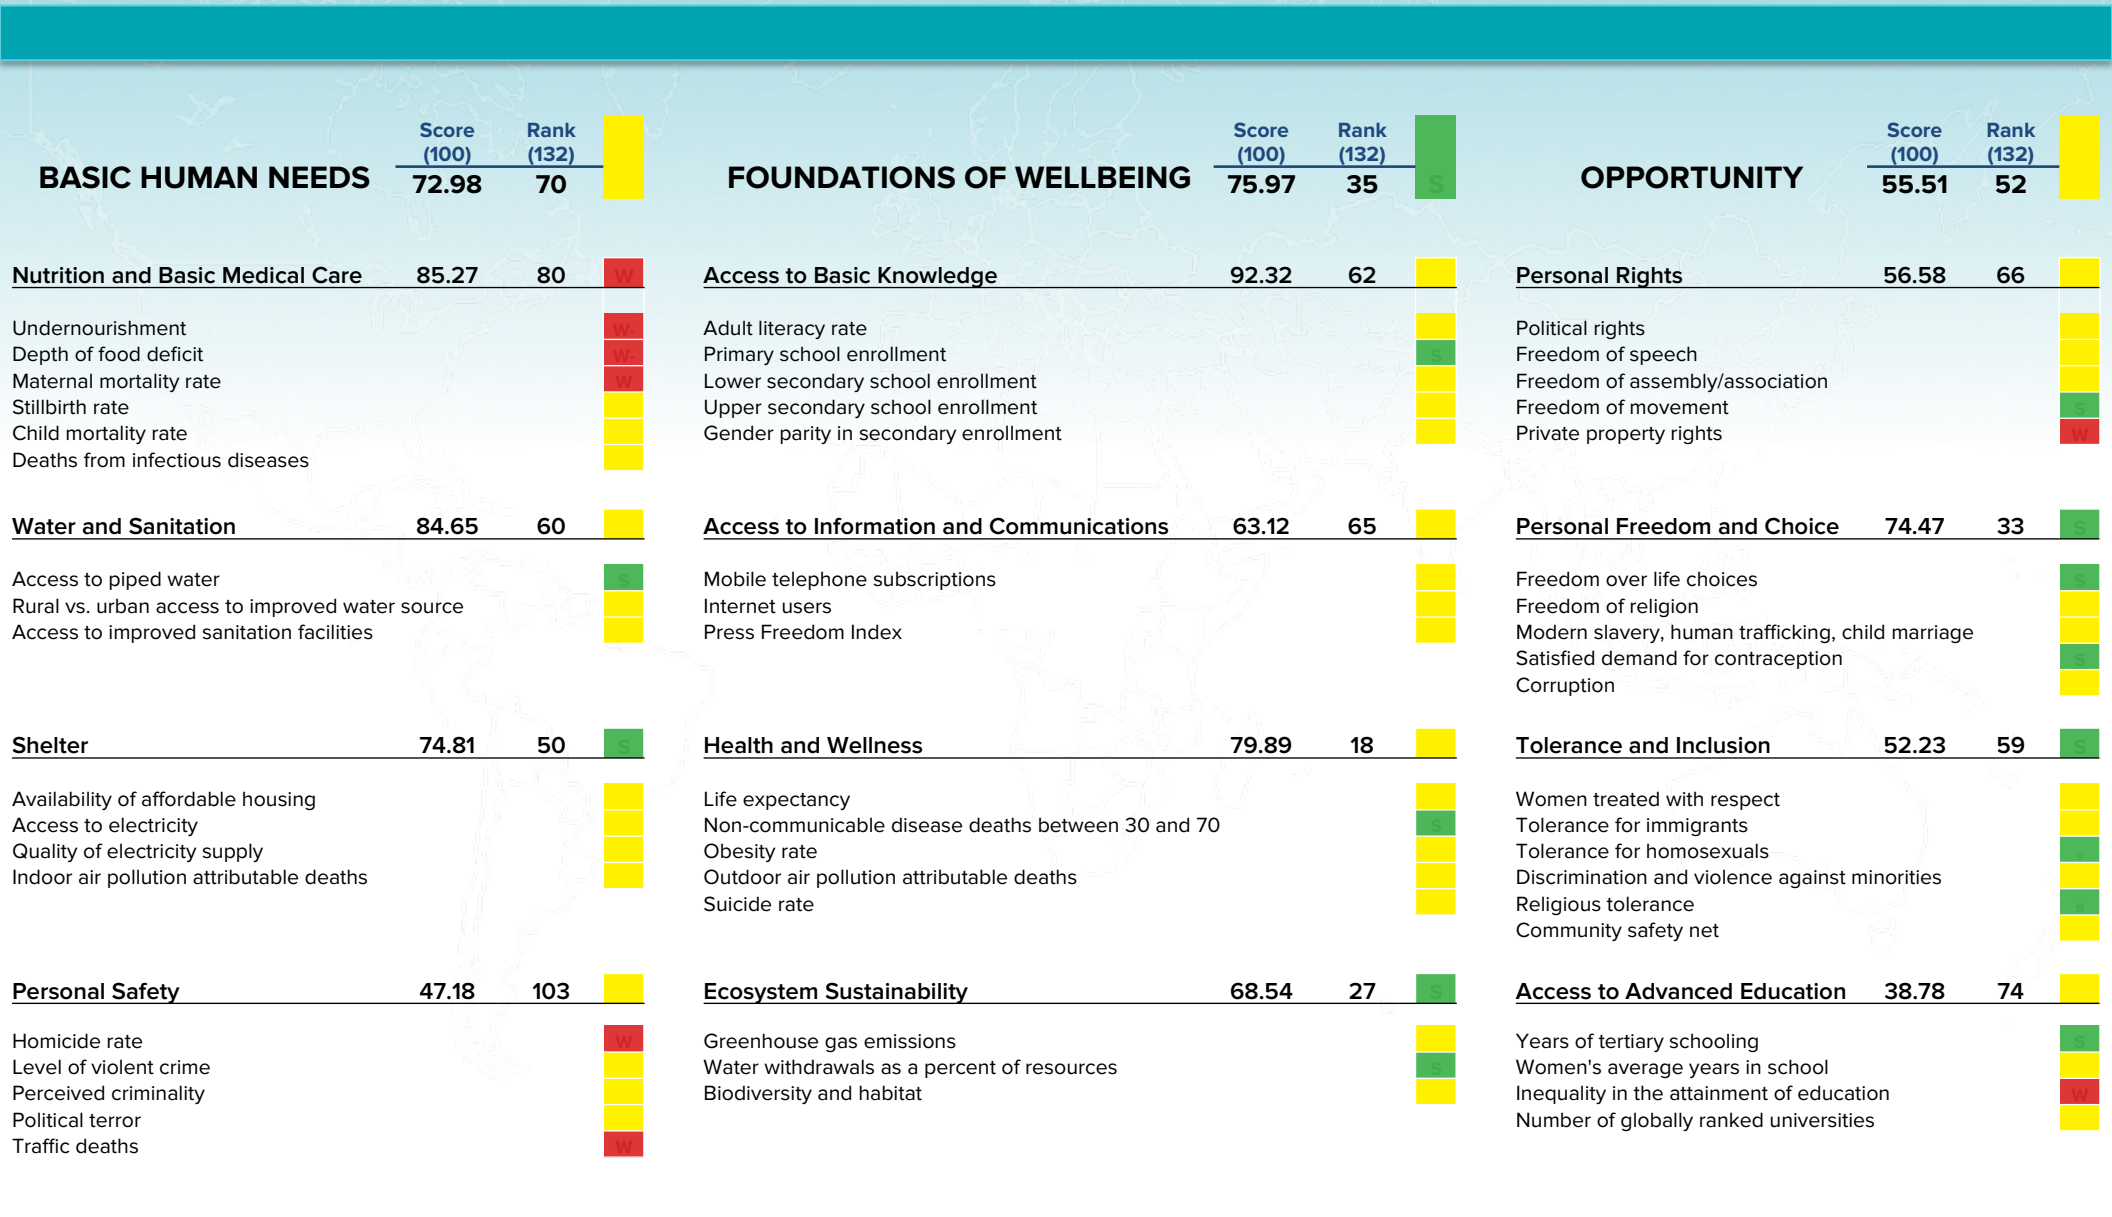 BASIC HUMAN NEEDS
Score (100)
Rank (132)
72.98 70
Nutrition and Basic Medical Care 85.27 80 W
Undernourishment W-
Depth of food deficit W-
Maternal mortality rate W
Stillbirth rate
Child mortality rate
Deaths from infectious diseases
Water and Sanitation 84.65 60
Access to piped water S
Rural vs. urban access to improved water source
Access to improved sanitation facilities
Shelter 74.81 50 S
Availability of affordable housing
Access to electricity
Quality of electricity supply
Indoor air pollution attributable deaths
Personal Safety 47.18 103
Homicide rate W
Level of violent crime
Perceived criminality
Political terror
Traffic deaths W
FOUNDATIONS OF WELLBEING
Score (100)
Rank (132)
75.97 35 S
Access to Basic Knowledge 92.32 62
Adult literacy rate
Primary school enrollment S
Lower secondary school enrollment
Upper secondary school enrollment
Gender parity in secondary enrollment
Access to Information and Communications 63.12 65
Mobile telephone subscriptions
Internet users
Press Freedom Index
Health and Wellness 79.89 18
Life expectancy
Non-communicable disease deaths between 30 and 70 S
Obesity rate
Outdoor air pollution attributable deaths
Suicide rate
Ecosystem Sustainability 68.54 27 S
Greenhouse gas emissions
Water withdrawals as a percent of resources S
Biodiversity and habitat
OPPORTUNITY
Score (100)
Rank (132)
55.51 52
Personal Rights 56.58 66
Political rights
Freedom of speech
Freedom of assembly/association
Freedom of movement S
Private property rights W
Personal Freedom and Choice 74.47 33 S
Freedom over life choices S
Freedom of religion
Modern slavery, human trafficking, child marriage
Satisfied demand for contraception S
Corruption
Tolerance and Inclusion 52.23 59 S
Women treated with respect
Tolerance for immigrants
Tolerance for homosexuals s
Discrimination and violence against minorities
Religious tolerance s
Community safety net
Access to Advanced Education 38.78 74
Years of tertiary schooling S
Women's average years in school
Inequality in the attainment of education W
Number of globally ranked universities